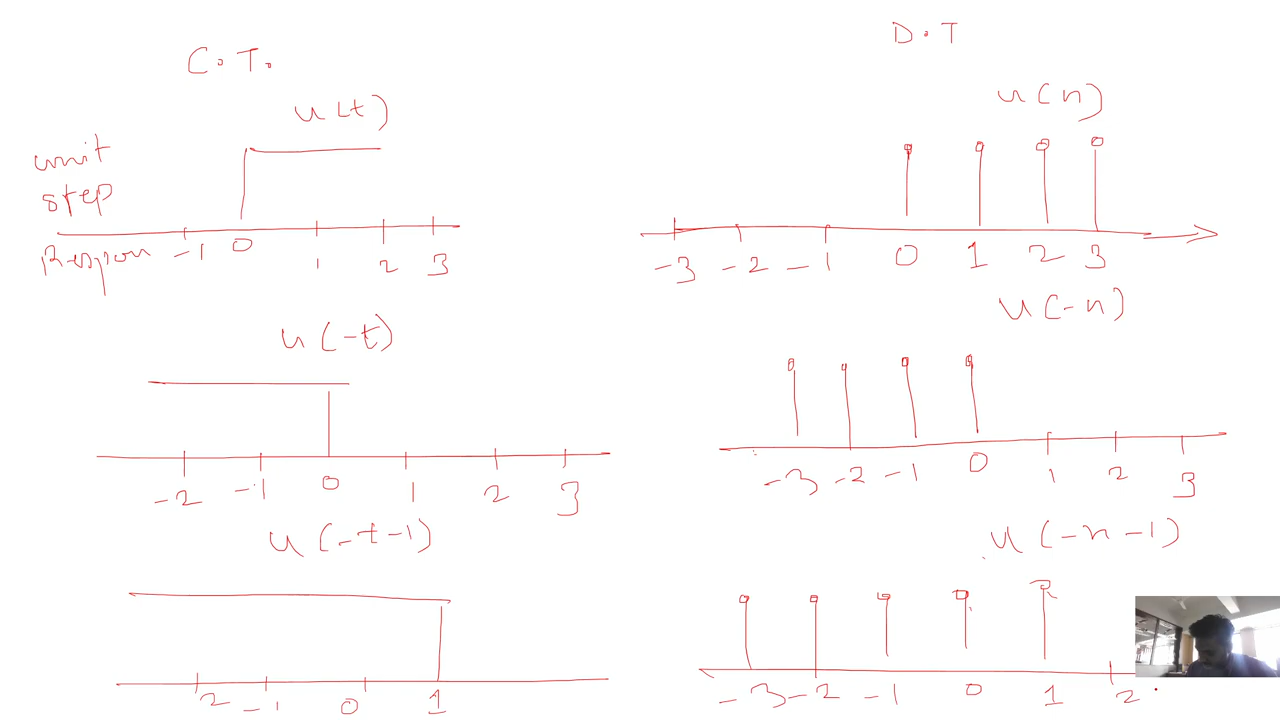 C.T.
D.T
u(t)
u(n)
unit
step
Respon
-1 0 1 2 3
-3 -2 -1 0 1 2 3
u(-t)
u(-n)
-2 -1 0 1 2 3
-3 -2 -1 0 1 2 3
u(-t-1)
u(-n-1)
-2 -1 0 1
-3 -2 -1 0 1 2